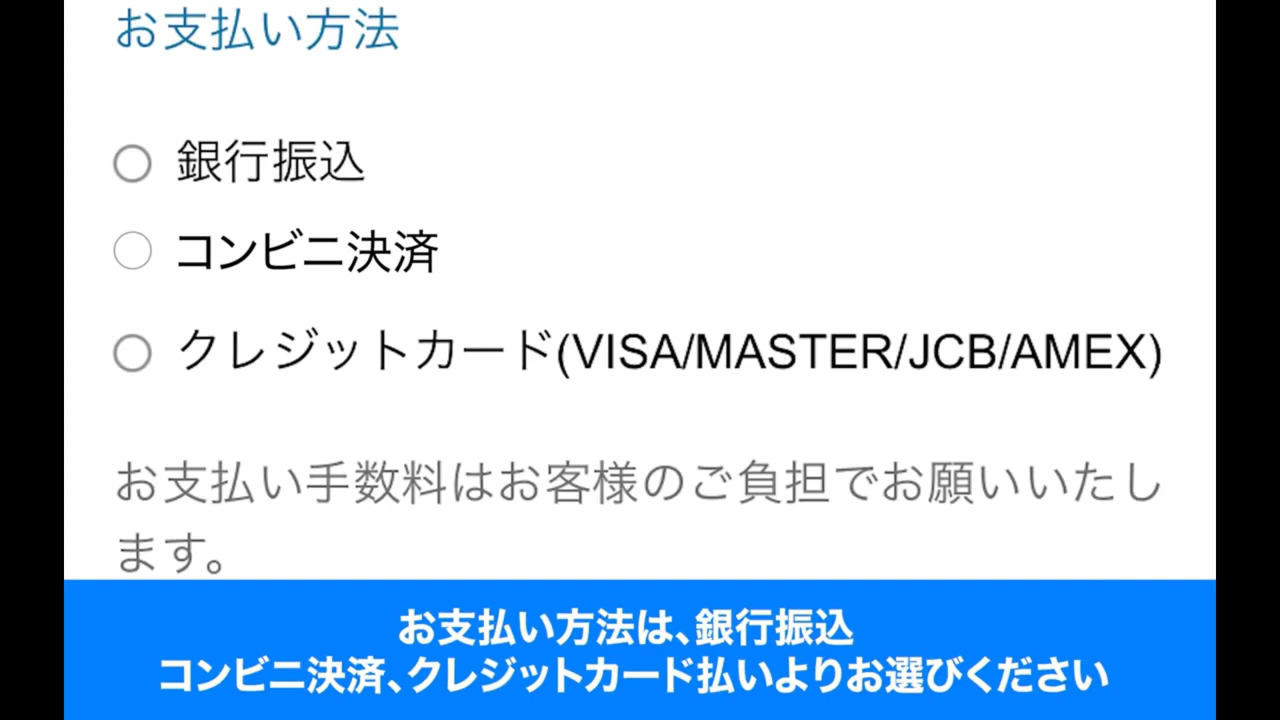 お支払い方法
銀行振込
コンビニ決済
クレジットカード(VISA/MASTER/JCB/AMEX)
お支払い手数料はお客様のご負担でお願いいたし
ます。
お支払い方法は、銀行振込
コンビニ決済、クレジットカード払いよりお選びください